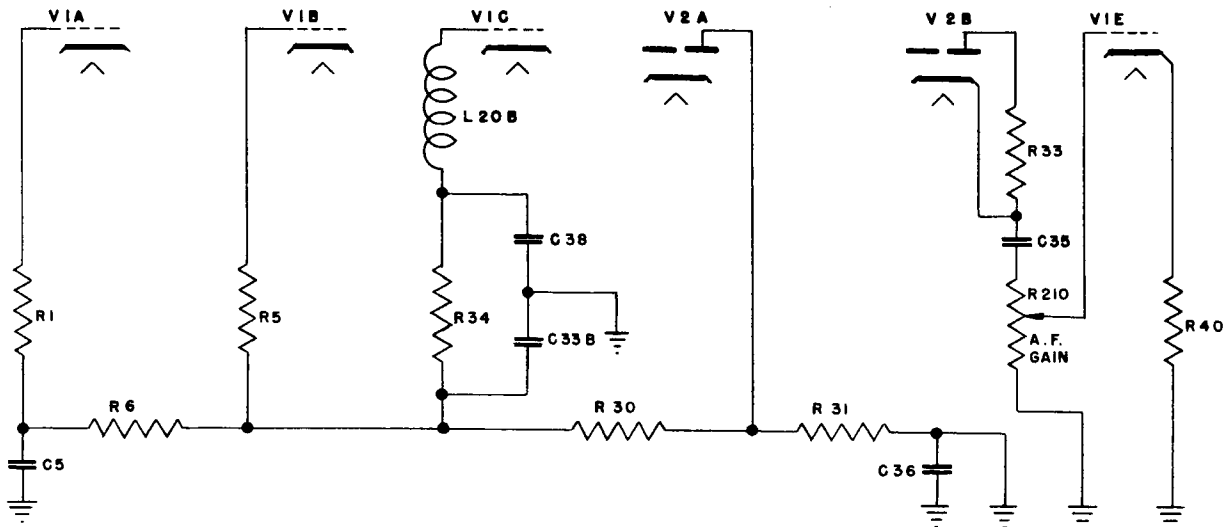 V1A V1B V1C V2A V2B V1E
L20B
R33
C38
C35
R1 R5 R34 R210 R40
C33B
A.F.
GAIN
R6 R30 R31
C5 C36